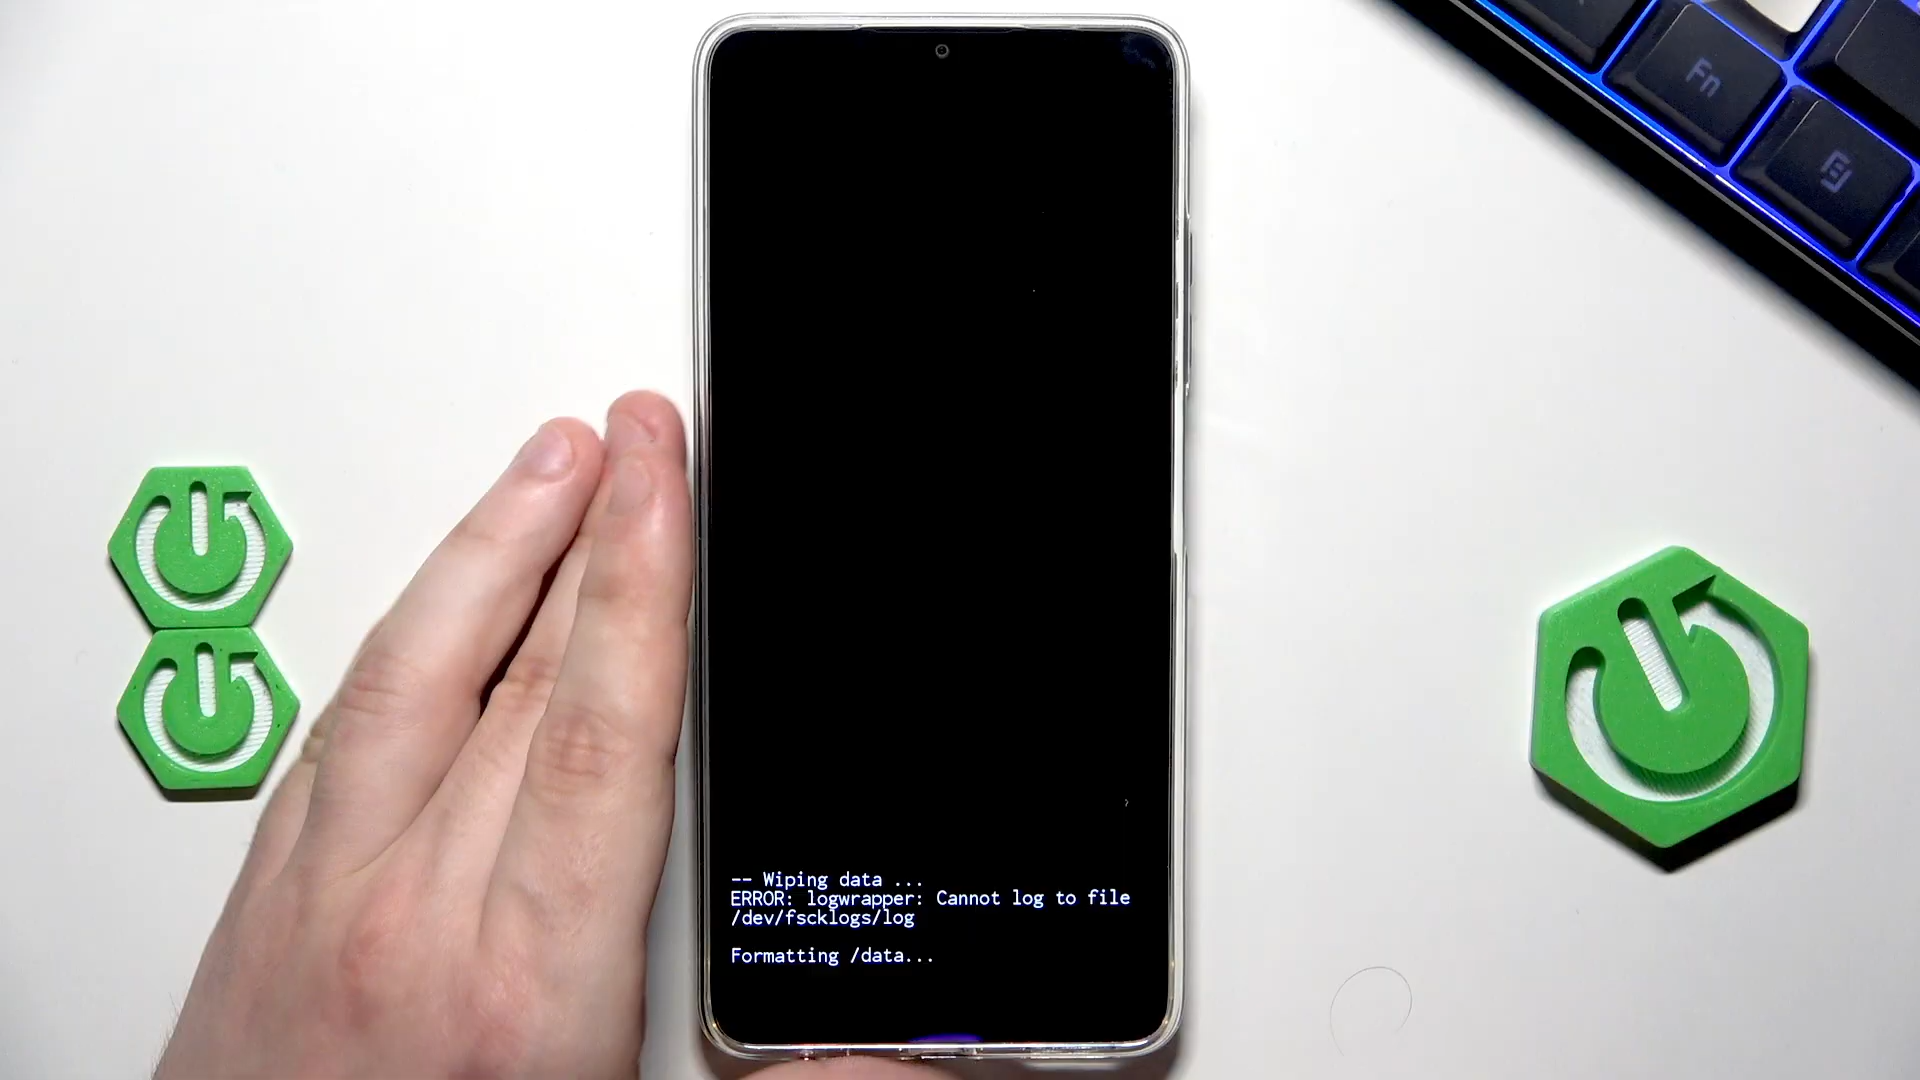 Fn
-- Wiping data ...
ERROR: logwrapper: Cannot log to file
/dev/fscklogs/log
Formatting /data...